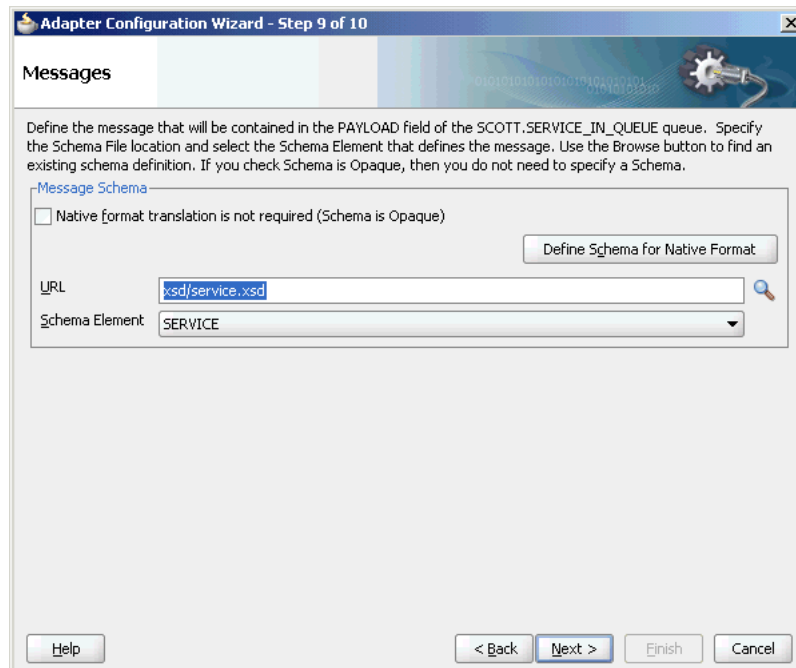 Adapter Configuration Wizard - Step 9 of 10
Messages
Define the message that will be contained in the PAYLOAD field of the SCOTT.SERVICE_IN_QUEUE queue. Specify
the Schema File location and select the Schema Element that defines the message. Use the Browse button to find an
existing schema definition. If you check Schema is Opaque, then you do not need to specify a Schema.
Message Schema
Native format translation is not required (Schema is Opaque)
Define Schema for Native Format
URL xsd/service.xsd
Schema Element SERVICE
Help < Back Next > Finish Cancel